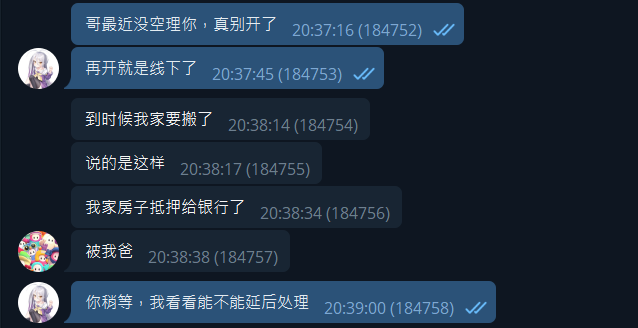 哥最近没空理你，真别开了 20:37:16 (184752)
再开就是线下了 20:37:45 (184753)
到时候我家要搬了 20:38:14 (184754)
说的是这样 20:38:17 (184755)
我家房子抵押给银行了 20:38:34 (184756)
被我爸 20:38:38 (184757)
你稍等，我看看能不能延后处理 20:39:00 (184758)